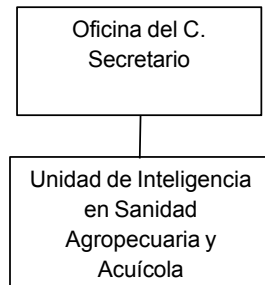 Oficina del C.
Secretario
Unidad de Inteligencia
en Sanidad
Agropecuaria y
Acuícola